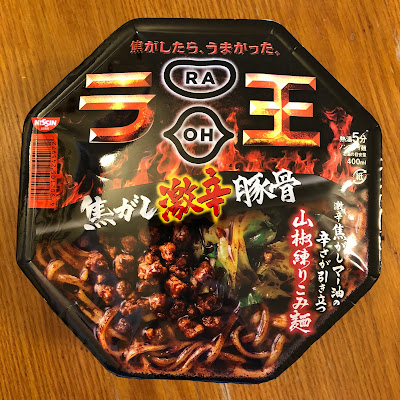 焦がしたら、うまかった。
ラ王
RA
OH
NISSIN
熱湯5分
400ml
焦がし激辛豚骨
激辛焦がしマー油の
辛さが引き立つ
山椒練りこみ麺